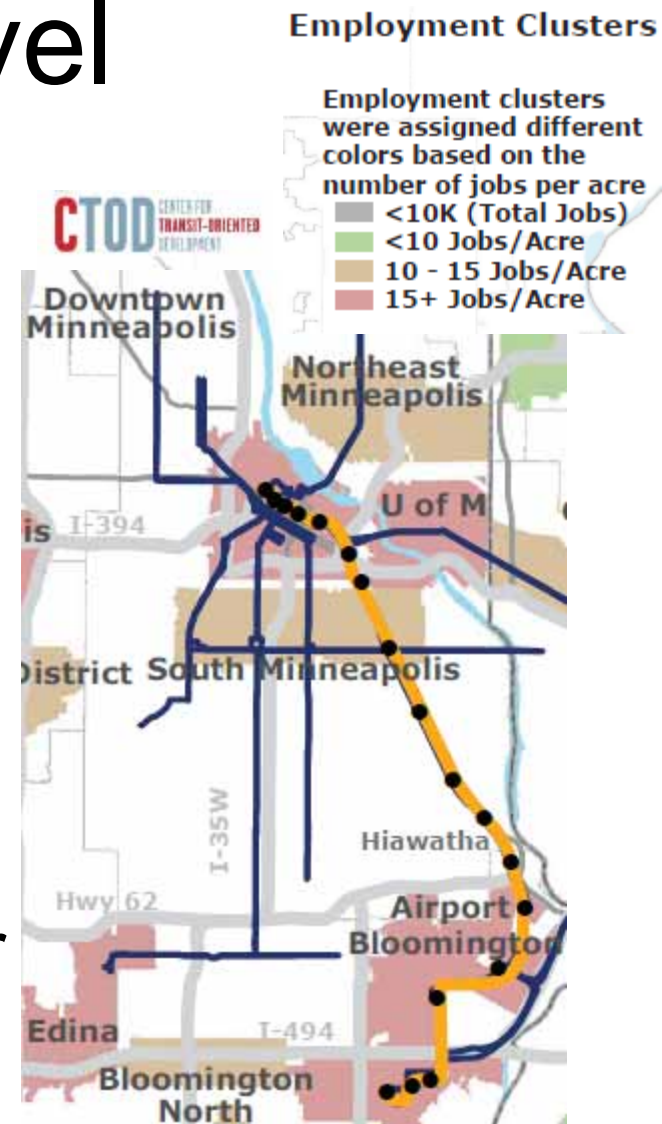 vel
Employment Clusters
Employment clusters
were assigned different
colors based on the
number of jobs per acre
<10K (Total Jobs)
<10 Jobs/Acre
10 - 15 Jobs/Acre
15+ Jobs/Acre
CTOD
CENTER FOR
TRANSIT-ORIENTED
DEVELOPMENT
Downtown
Minneapolis
Northeast
Minneapolis
U of M
is
I-394
District
South Minneapolis
I-35W
Hiawatha
Hwy 62
Airport
Bloomington
Edina
I-494
Bloomington
North